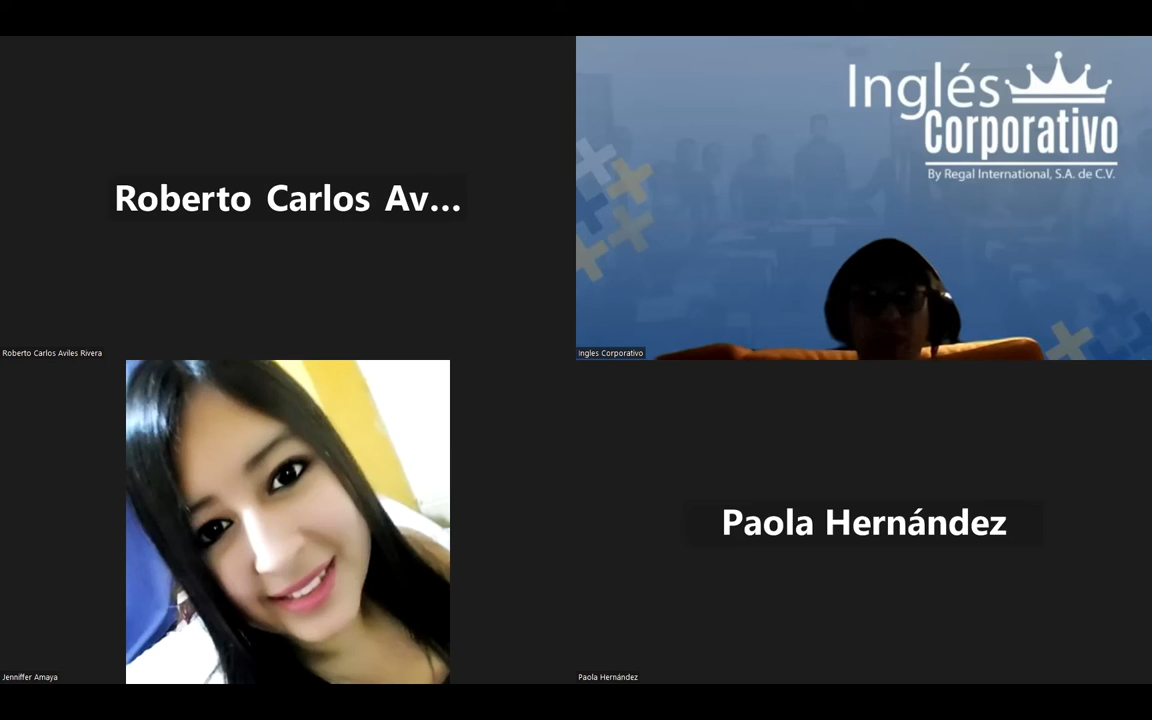 Roberto Carlos Av...
Roberto Carlos Aviles Rivera
Inglés
Corporativo
By Regal International, S.A. de C.V.
Ingles Corporativo
Jenniffer Amaya
Paola Hernández
Paola Hernández